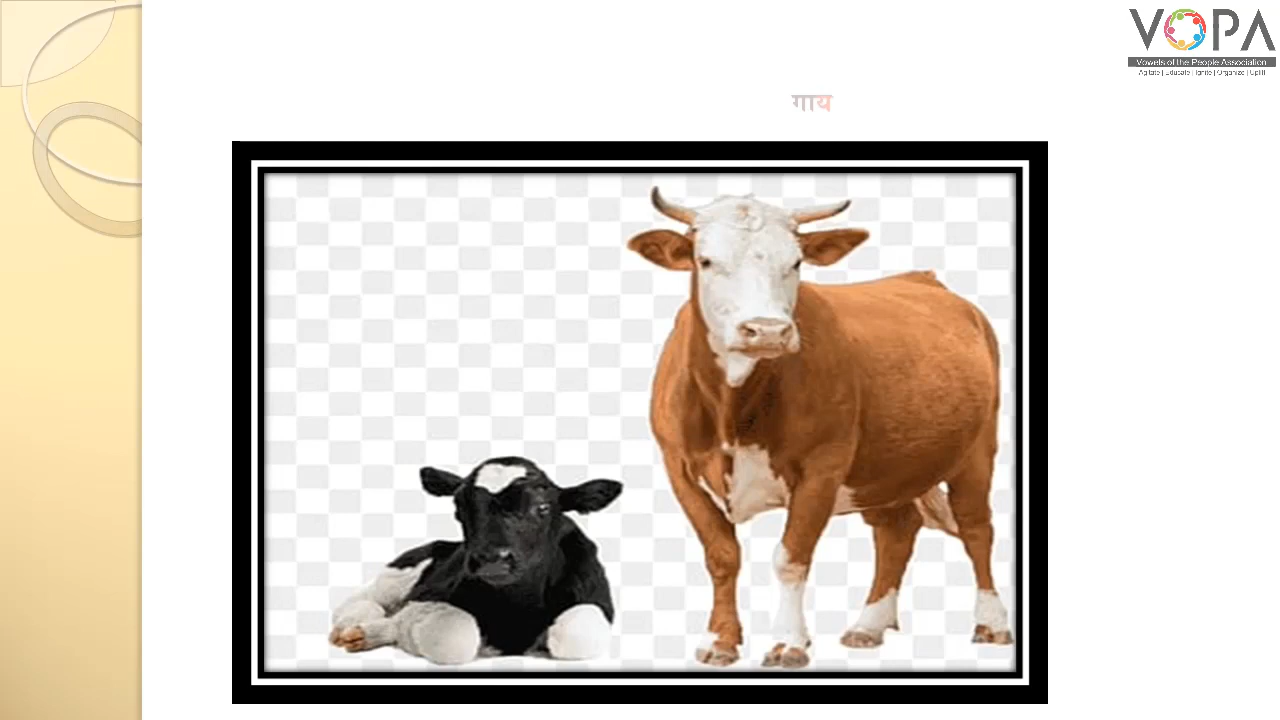 VOPA
Vowels of the People Association
Agitate | Educate | Ignite | Organize | Uplift
गाय